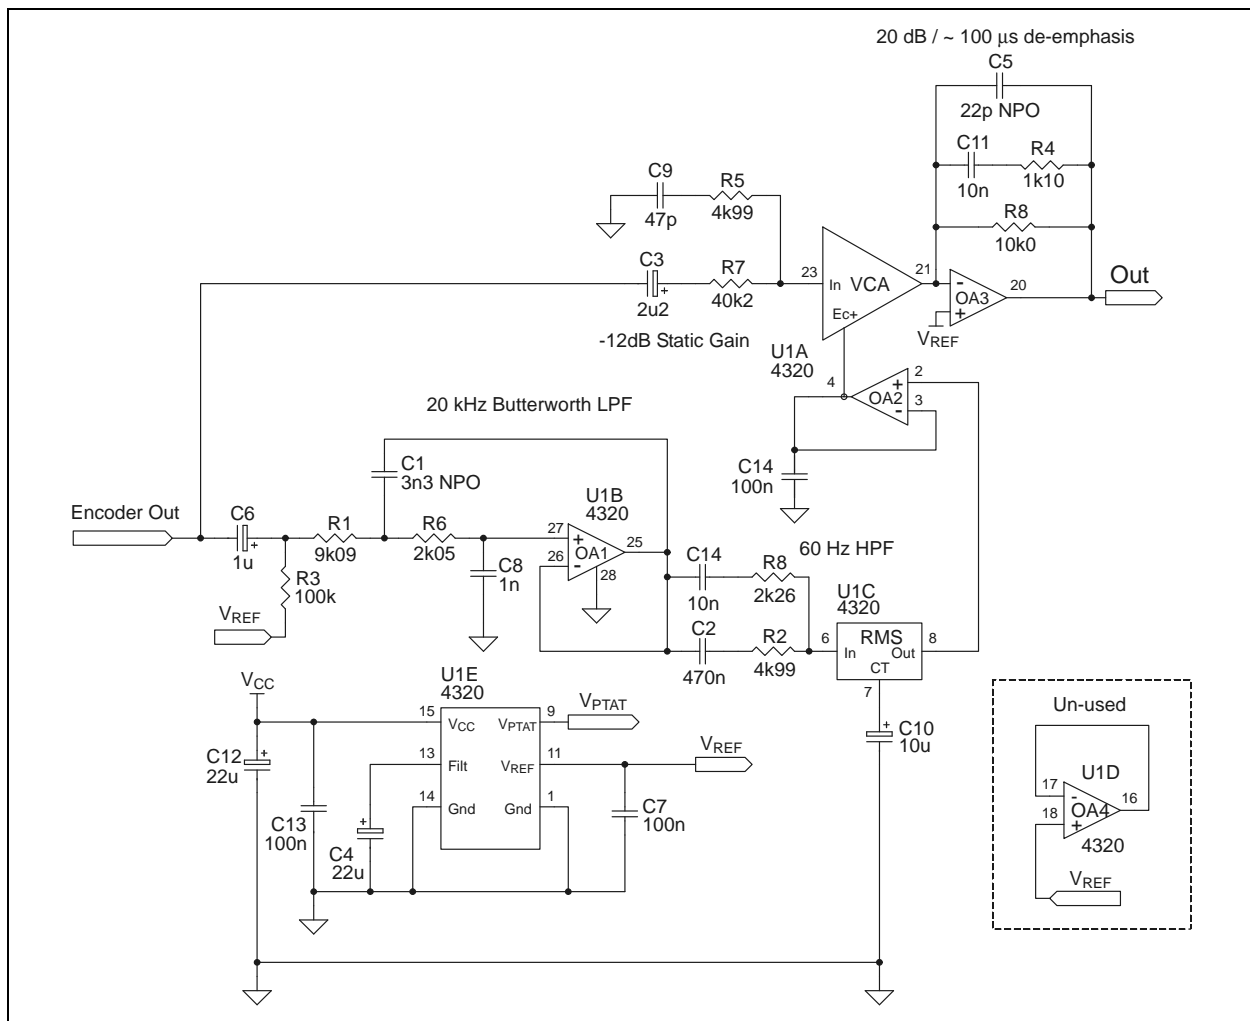 20 dB / ~ 100 μs de-emphasis
C5
22p NPO
C11
10n
R4
1k10
R8
10k0
C9
47p
R5
4k99
C3
+
2u2
R7
40k2
-12dB Static Gain
23
In
VCA
Ec+
21
-
OA3
+
20
VREF
Out
U1A
4320
4
OA2
+
-
2
3
C14
100n
20 kHz Butterworth LPF
C1
3n3 NPO
Encoder Out
C6
+
1u
R1
9k09
R6
2k05
R3
100k
VREF
C8
1n
U1B
4320
27
26
+
-
OA1
25
28
60 Hz HPF
C14
10n
R8
2k26
C2
470n
R2
4k99
U1C
4320
6
In
RMS
Out
CT
8
7
+
C10
10u
VCC
+
C12
22u
C13
100n
+
C4
22u
U1E
4320
15
VCC
VPTAT
9
VPTAT
13
Filt
VREF
11
VREF
14
Gnd
Gnd
1
C7
100n
Un-used
17
18
-
+
U1D
OA4
16
4320
VREF